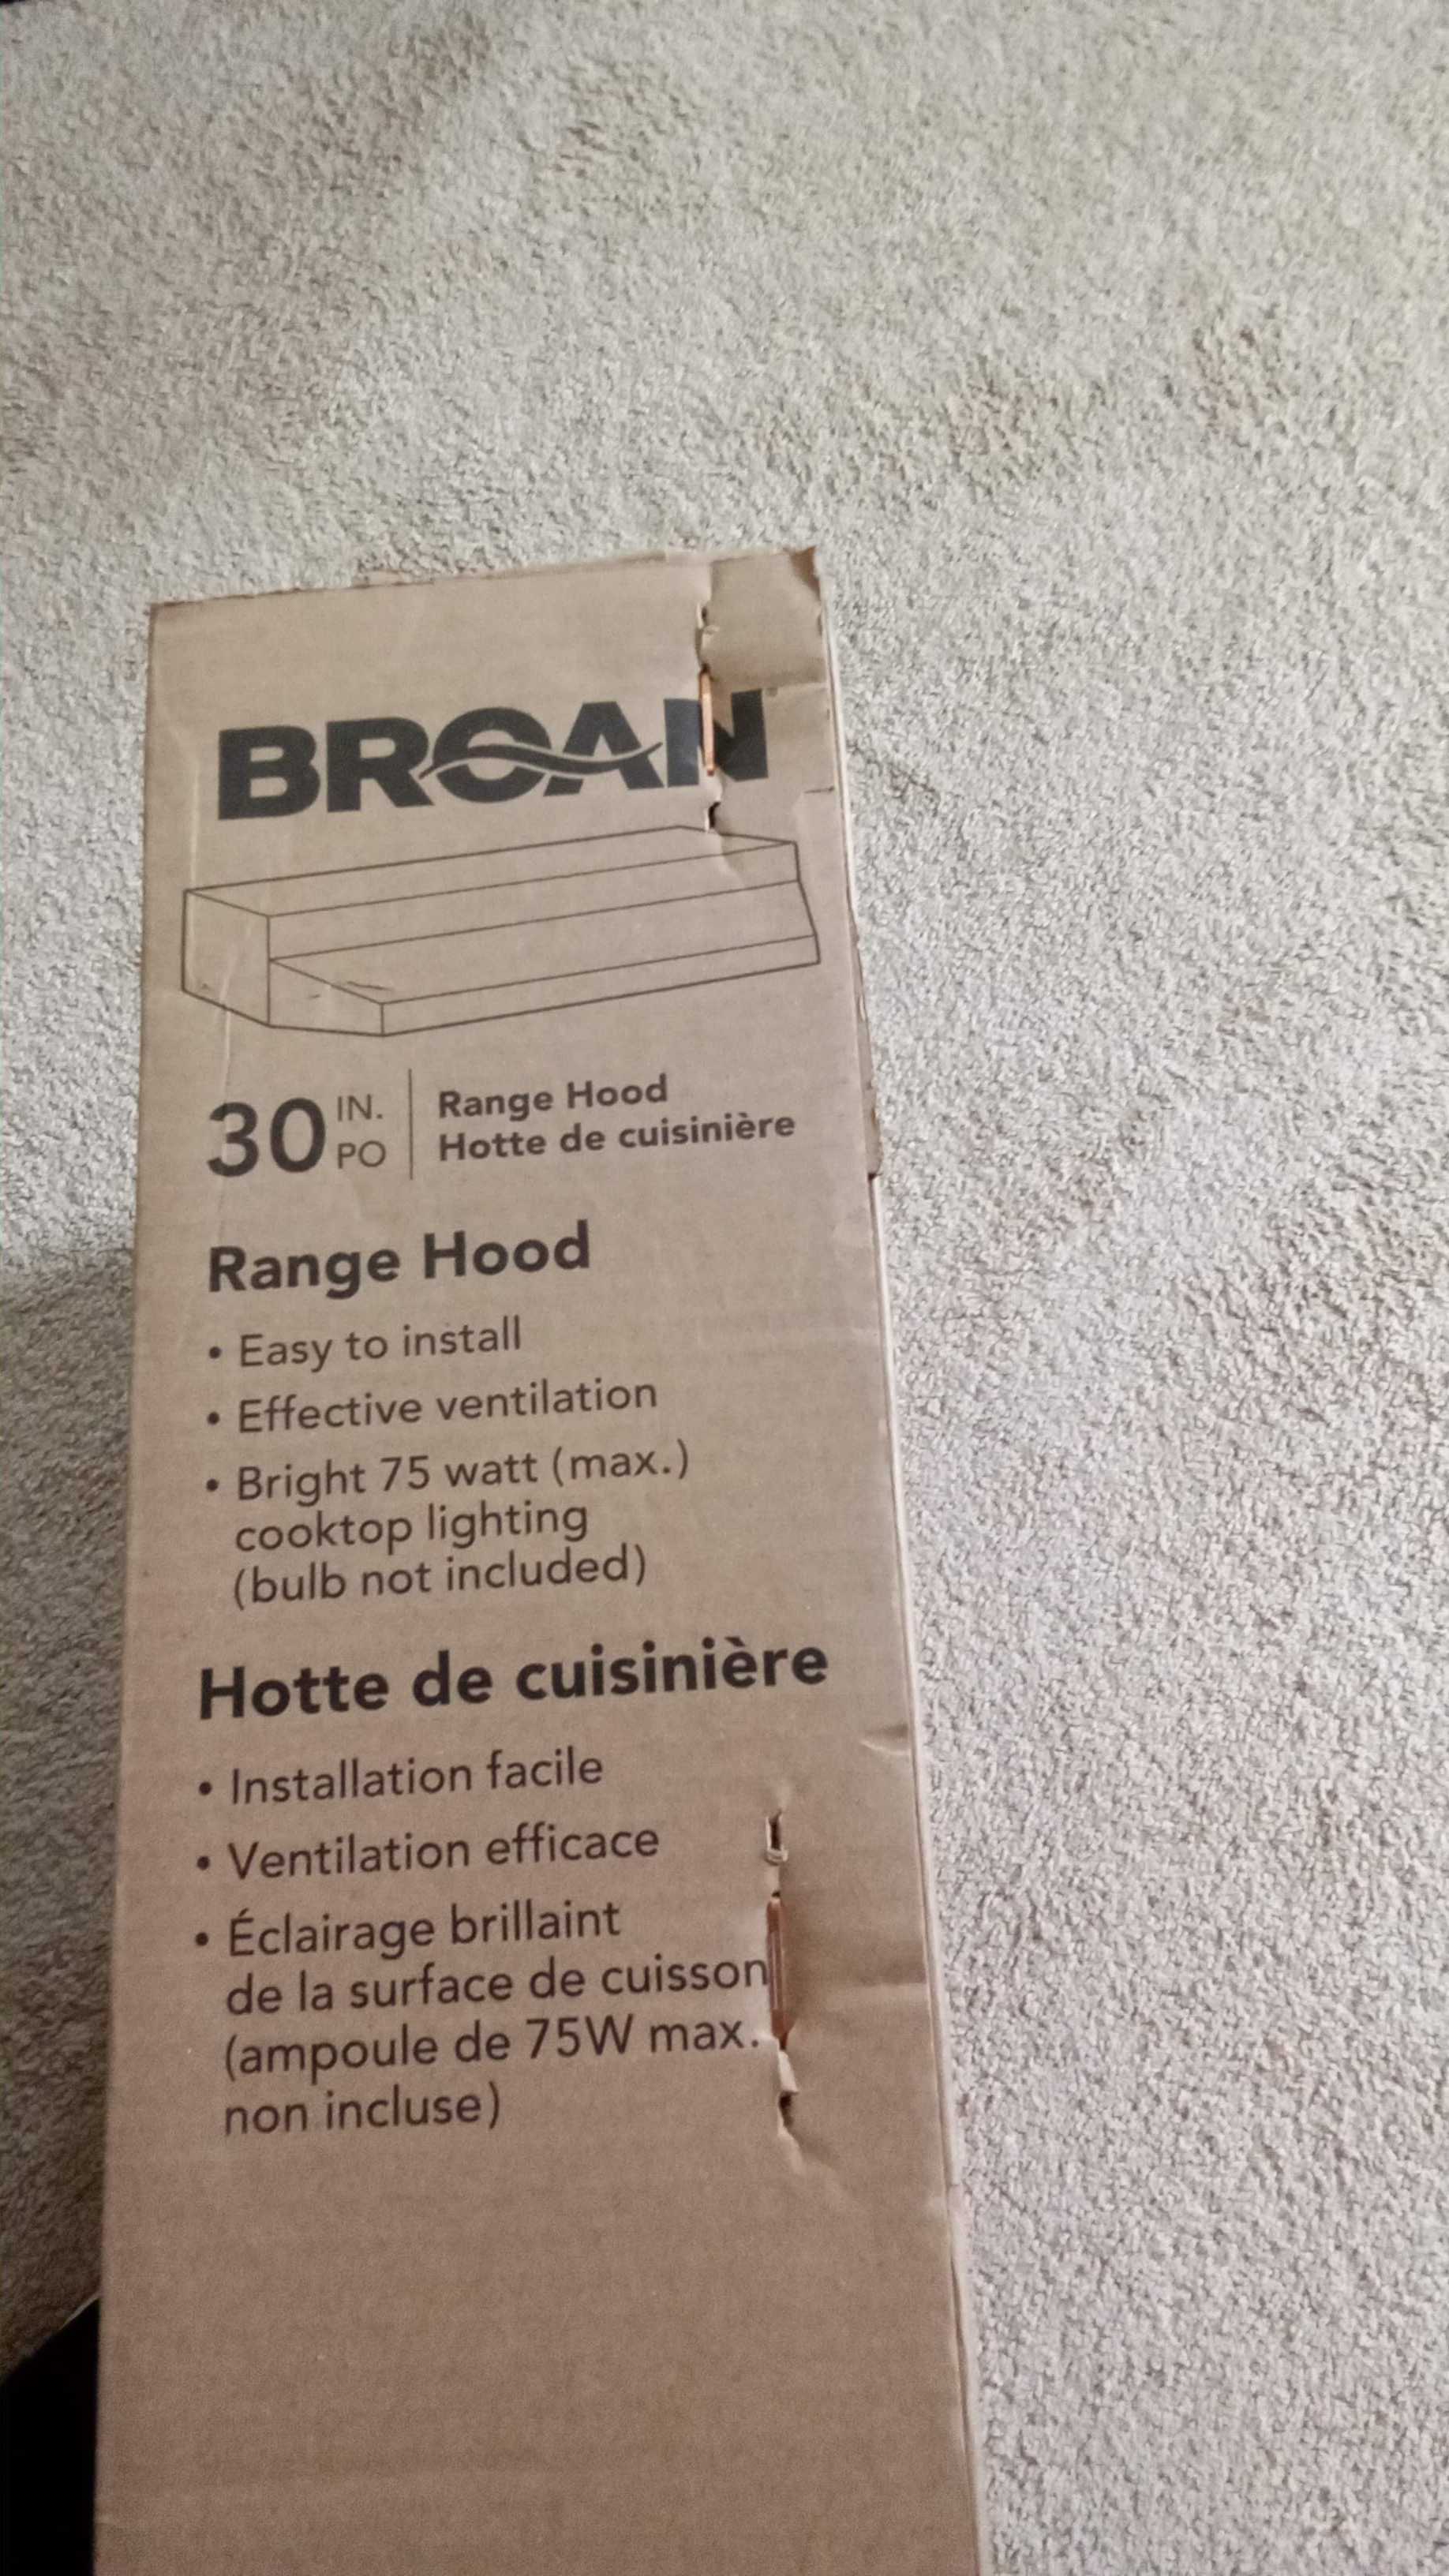 BROAN
30 IN. PO
Range Hood
Hotte de cuisinière
Range Hood
• Easy to install
• Effective ventilation
• Bright 75 watt (max.)
cooktop lighting
(bulb not included)
Hotte de cuisinière
• Installation facile
• Ventilation efficace
• Éclairage brillaint
de la surface de cuisson
(ampoule de 75W max.
non incluse)